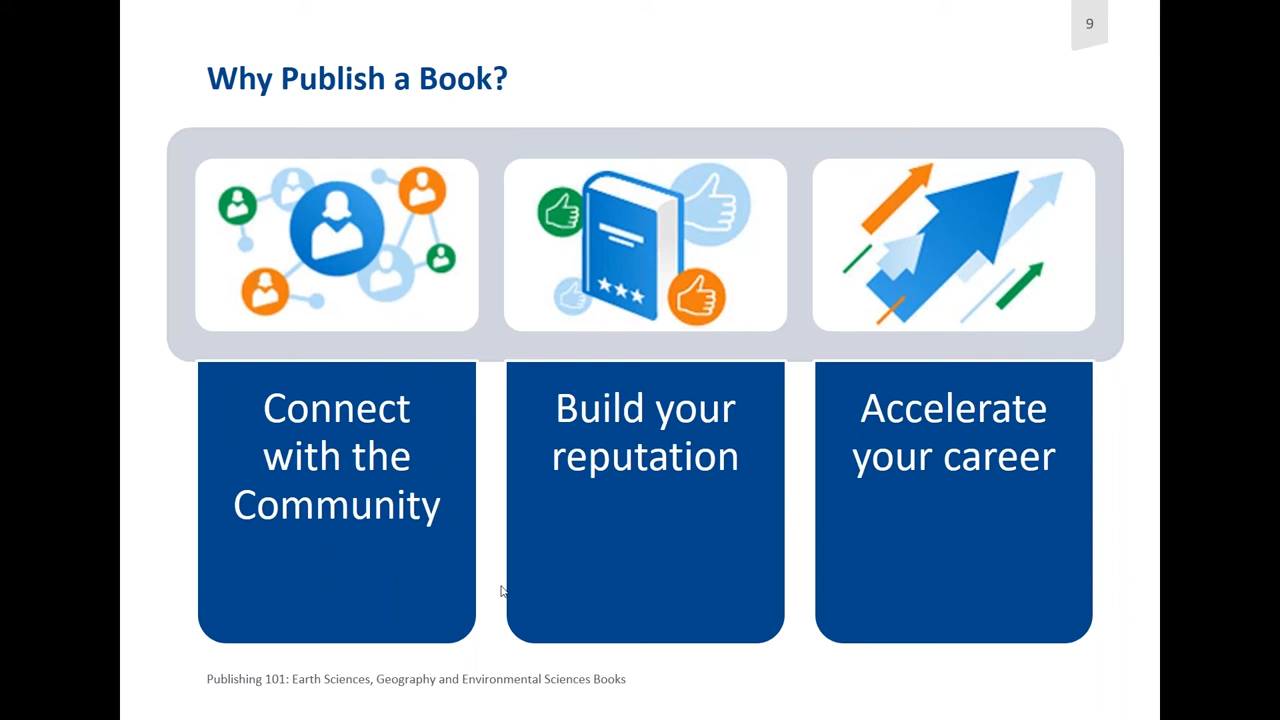 9
Why Publish a Book?
Connect
with the
Community
Build your
reputation
Accelerate
your career
Publishing 101: Earth Sciences, Geography and Environmental Sciences Books